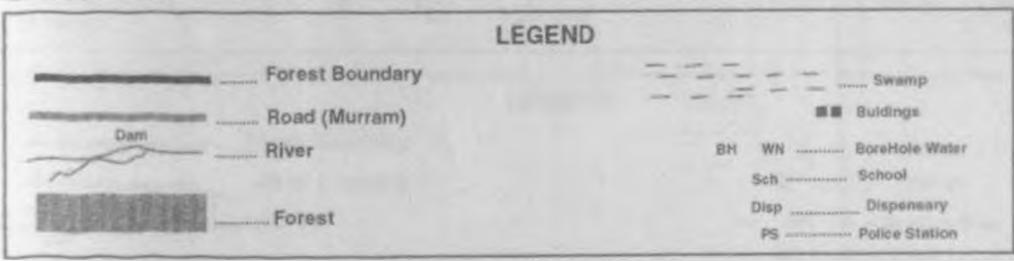 LEGEND
........ Forest Boundary
........ Road (Murram)
Dam
........ River
........ Forest
........ Swamp
Buldings
BH WN ............ BoreHole Water
Sch ............ School
Disp ............ Dispensary
PS ............ Police Station